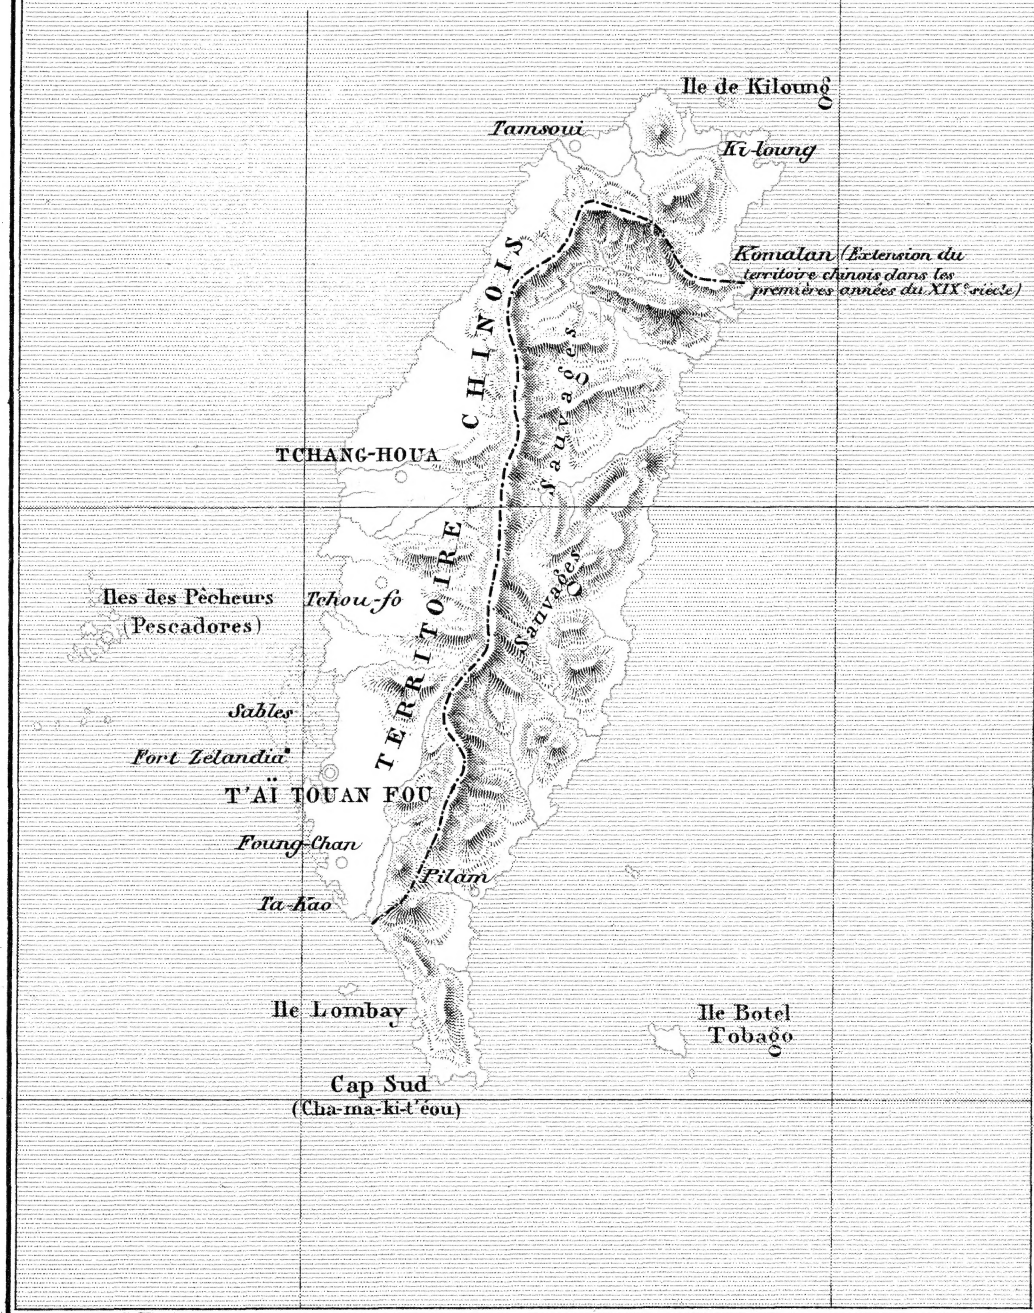 Ile de Kiloung
Tamsoui
Ki-loung
Komalan (Extension du
territoire chinois dans les
premières années du XIXe siècle)
TERRITOIRE CHINOIS
Sauvages
TCHANG-HOUA
Sauvages
Iles des Pêcheurs
(Pescadores)
Tchou-fo
Sables
Fort Zélandia
T'AÏ TOUAN FOU
Foung-Chan
Pilam
Ta-Kao
Ile Lombay
Ile Botel
Tobago
Cap Sud
(Cha-ma-ki-t'éou)